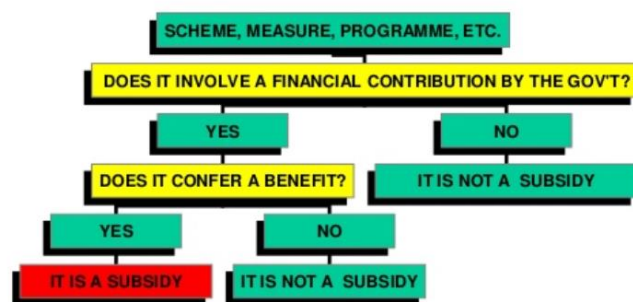 SCHEME, MEASURE, PROGRAMME, ETC.
DOES IT INVOLVE A FINANCIAL CONTRIBUTION BY THE GOV'T?
YES
NO
DOES IT CONFER A BENEFIT?
IT IS NOT A SUBSIDY
YES
NO
IT IS A SUBSIDY
IT IS NOT A SUBSIDY